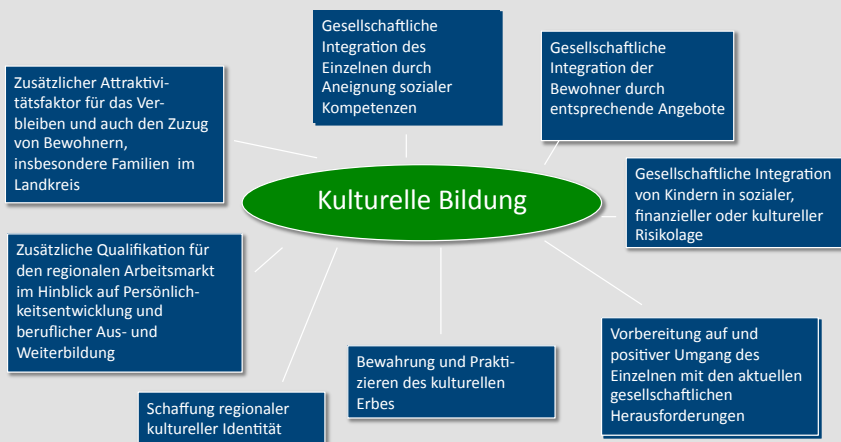 Gesellschaftliche
Integration des
Einzelnen durch
Aneignung sozialer
Kompetenzen
Gesellschaftliche
Integration der
Bewohner durch
entsprechende Angebote
Zusätzlicher Attraktivi-
tätsfaktor für das Ver-
bleiben und auch den Zuzug
von Bewohnern,
insbesondere Familien im
Landkreis
Kulturelle Bildung
Gesellschaftliche Integration
von Kindern in sozialer,
finanzieller oder kultureller
Risikolage
Zusätzliche Qualifikation für
den regionalen Arbeitsmarkt
im Hinblick auf Persönlich-
keitsentwicklung und
beruflicher Aus- und
Weiterbildung
Vorbereitung auf und
positiver Umgang des
Einzelnen mit den aktuellen
gesellschaftlichen
Herausforderungen
Bewahrung und Prakti-
zieren des kulturellen
Erbes
Schaffung regionaler
kultureller Identität